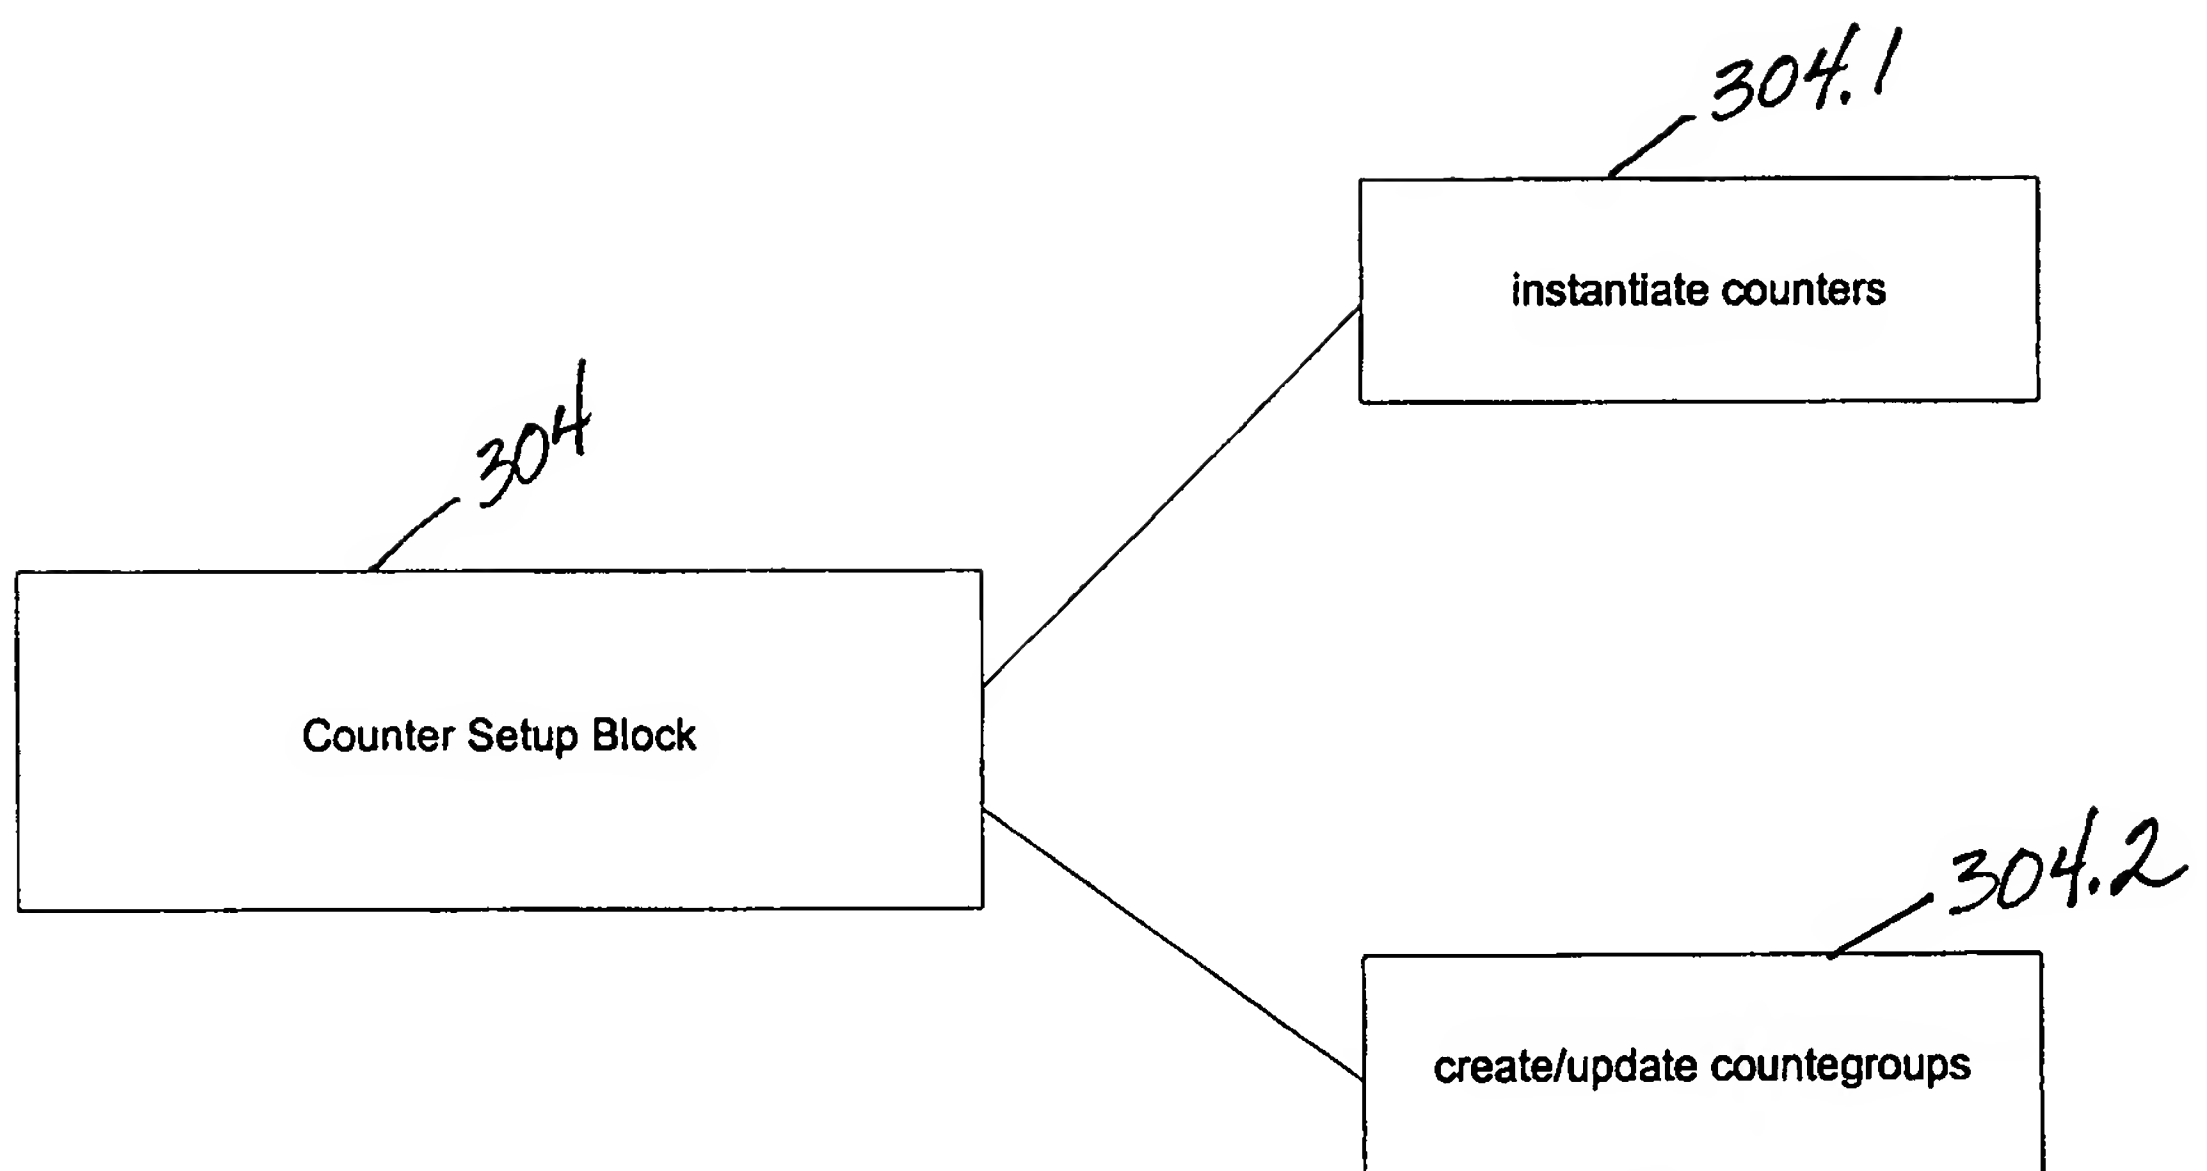 304.1
instantiate counters
304
Counter Setup Block
304.2
create/update countegroups